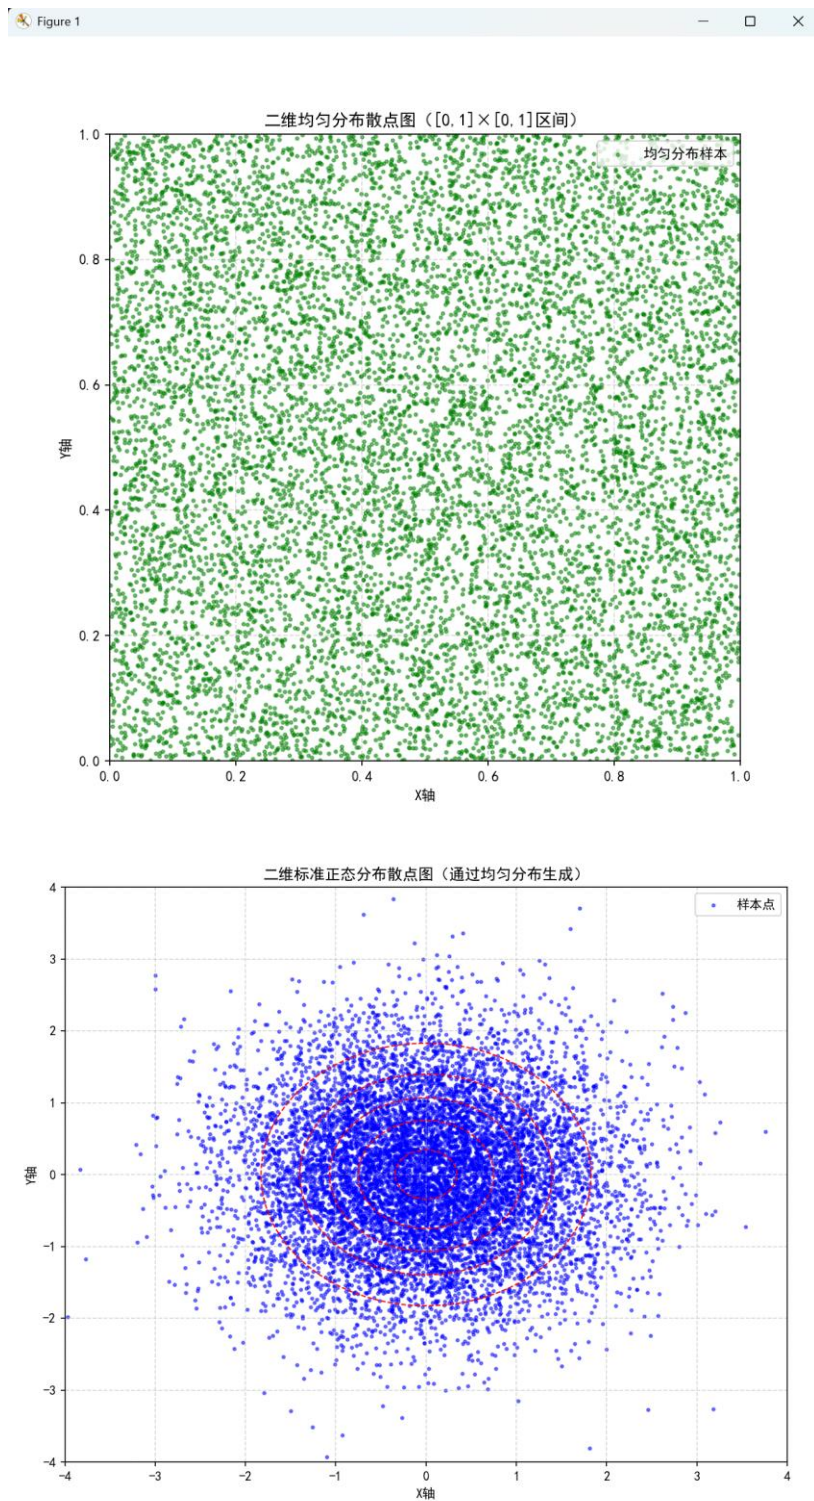 Figure 1
二维均匀分布散点图（[0,1]×[0,1]区间）
均匀分布样本
1.0
0.8
0.6
0.4
0.2
0.0
Y轴
0.0 0.2 0.4 0.6 0.8 1.0
X轴
二维标准正态分布散点图（通过均匀分布生成）
样本点
4
3
2
1
0
−1
−2
−3
−4
Y轴
−4 −3 −2 −1 0 1 2 3 4
X轴